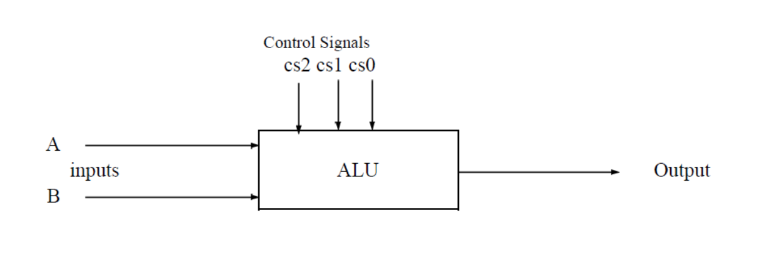 Control Signals
cs2 cs1 cs0
A
inputs
B
ALU
Output